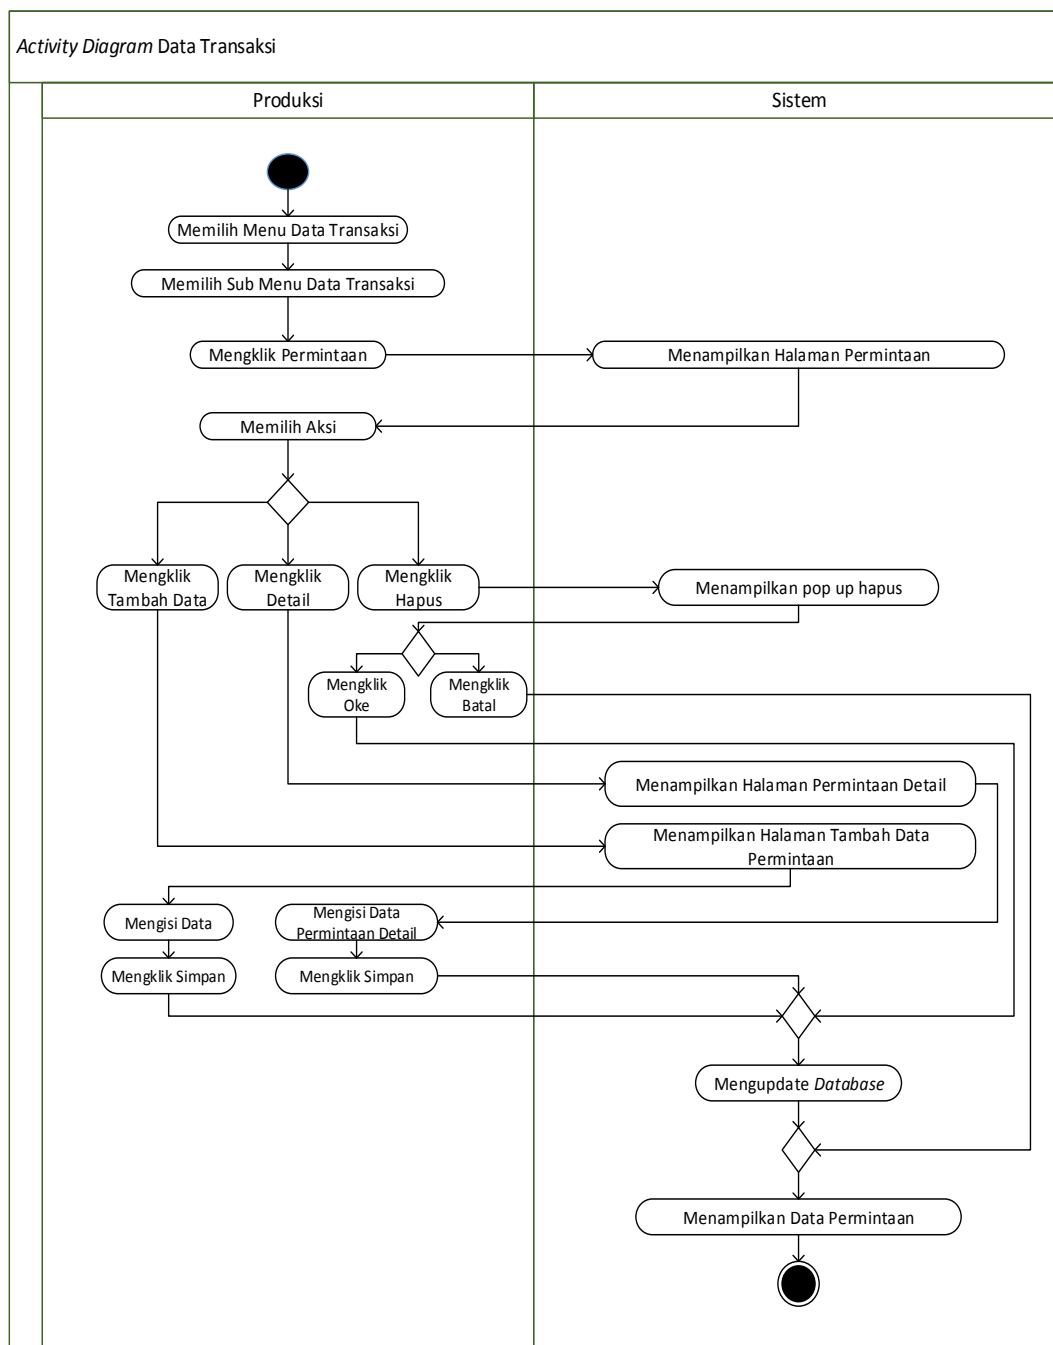 Activity Diagram Data Transaksi
Produksi
Sistem
Memilih Menu Data Transaksi
Memilih Sub Menu Data Transaksi
Mengklik Permintaan
Menampilkan Halaman Permintaan
Memilih Aksi
Mengklik
Tambah Data
Mengklik
Detail
Mengklik
Hapus
Menampilkan pop up hapus
Mengklik
Oke
Mengklik
Batal
Menampilkan Halaman Permintaan Detail
Menampilkan Halaman Tambah Data
Permintaan
Mengisi Data
Mengisi Data
Permintaan Detail
Mengklik Simpan
Mengklik Simpan
Mengupdate Database
Menampilkan Data Permintaan